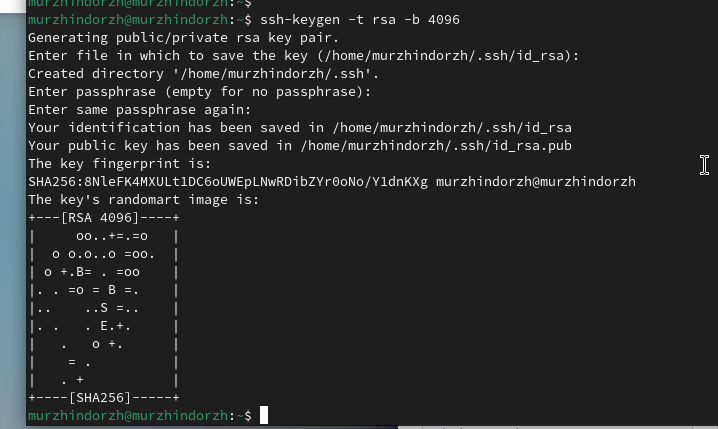 murzhindorzh@murzhindorzh:~$
murzhindorzh@murzhindorzh:~$ ssh-keygen -t rsa -b 4096
Generating public/private rsa key pair.
Enter file in which to save the key (/home/murzhindorzh/.ssh/id_rsa):
Created directory '/home/murzhindorzh/.ssh'.
Enter passphrase (empty for no passphrase):
Enter same passphrase again:
Your identification has been saved in /home/murzhindorzh/.ssh/id_rsa
Your public key has been saved in /home/murzhindorzh/.ssh/id_rsa.pub
The key fingerprint is:
SHA256:8NleFK4MXULt1DC6oUWEpLNwRDibZYr0oNo/Y1dnKXg murzhindorzh@murzhindorzh
The key's randomart image is:
+---[RSA 4096]----+
|     oo..+=.=o   |
|  o o.o..o =oo.  |
| o +.B= . =oo    |
|. . =o = B =.    |
|..    ..S =..    |
|. .   . E.+.     |
|   .   o +.      |
|    = .          |
|   . +           |
+----[SHA256]-----+
murzhindorzh@murzhindorzh:~$